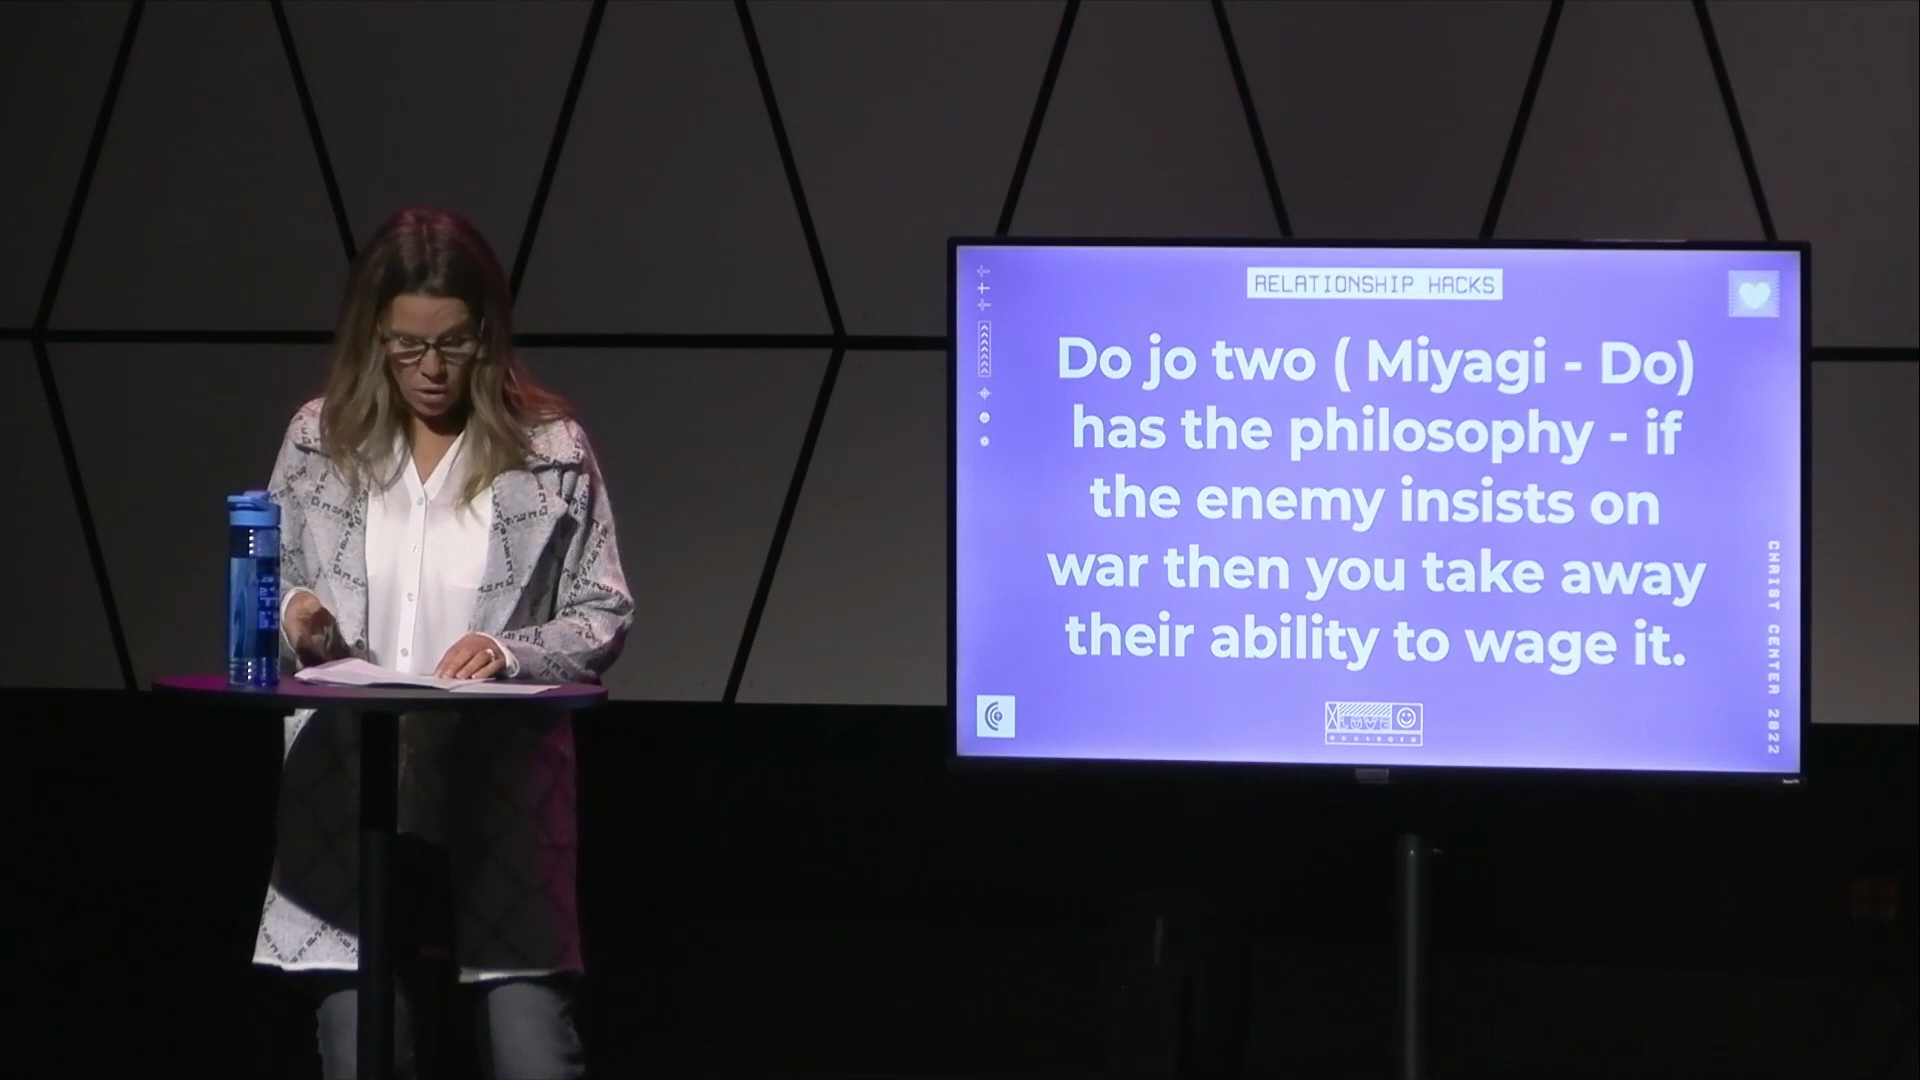 RELATIONSHIP HACKS
Do jo two ( Miyagi - Do)
has the philosophy - if
the enemy insists on
war then you take away
their ability to wage it.
LOVE
CHRIST CENTER 2022